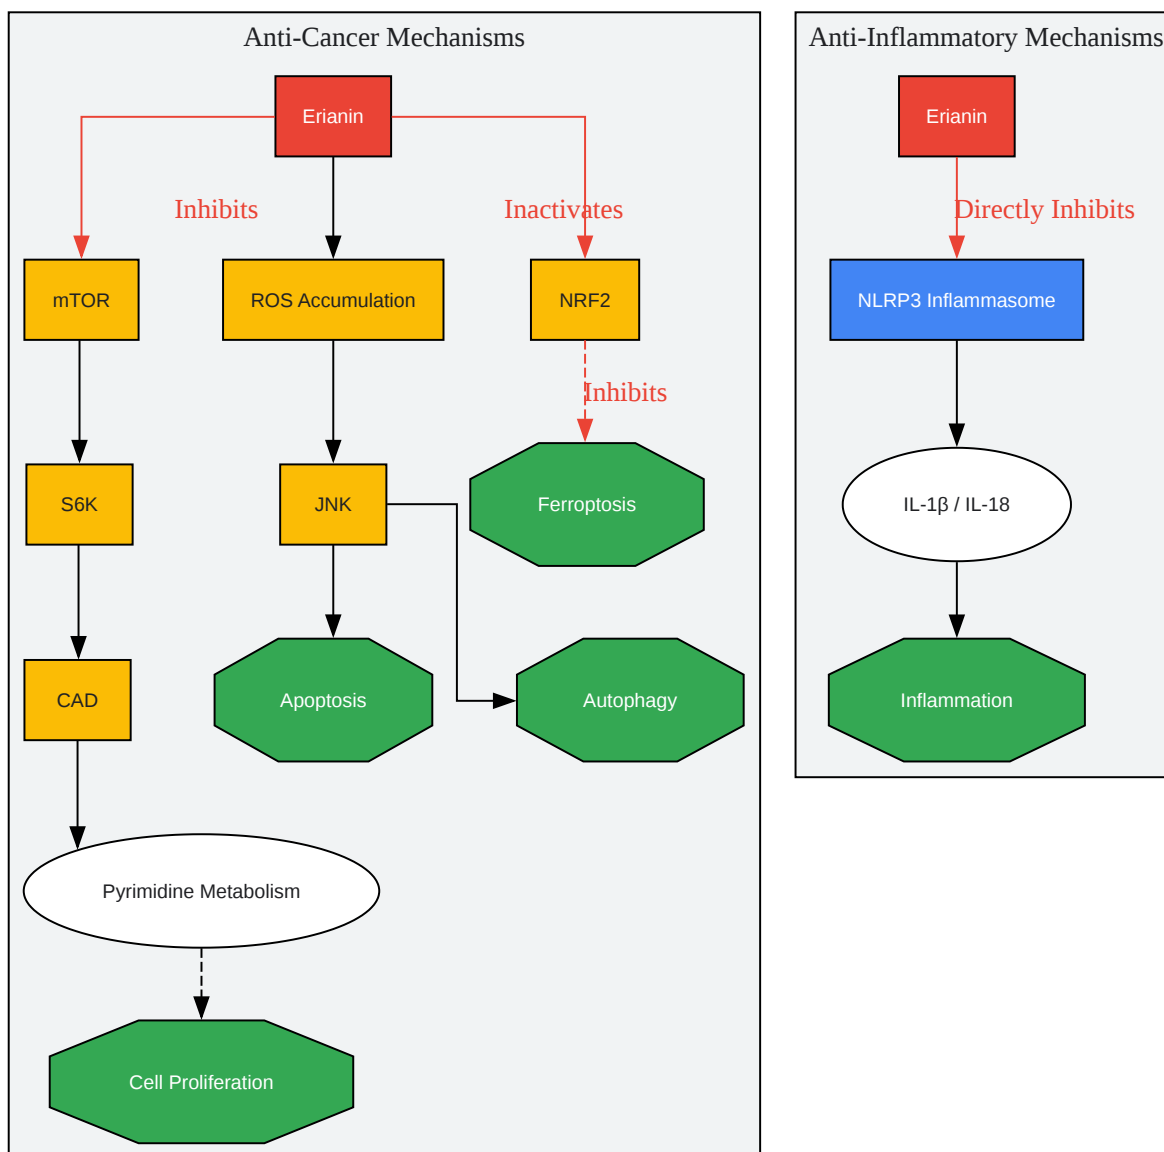 Anti-Cancer Mechanisms
Erianin
Inhibits
Inactivates
mTOR
ROS Accumulation
NRF2
Inhibits
S6K
JNK
Ferroptosis
CAD
Apoptosis
Autophagy
Pyrimidine Metabolism
Cell Proliferation
Anti-Inflammatory Mechanisms
Erianin
Directly Inhibits
NLRP3 Inflammasome
IL-1β / IL-18
Inflammation